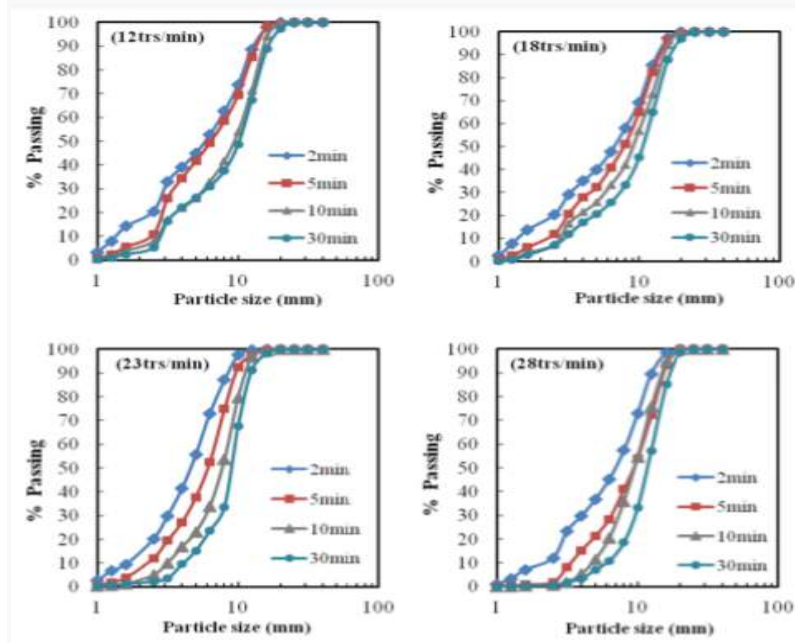 (12trs/min)
% Passing
100
90
80
70
60
50
40
30
20
10
0
2min
5min
10min
30min
1
10
100
Particle size (mm)
(18trs/min)
% Passing
100
90
80
70
60
50
40
30
20
10
0
2min
5min
10min
30min
1
10
100
Particle size (mm)
(23trs/min)
% Passing
100
90
80
70
60
50
40
30
20
10
0
2min
5min
10min
30min
1
10
100
Particle size (mm)
(28trs/min)
% Passing
100
90
80
70
60
50
40
30
20
10
0
2min
5min
10min
30min
1
10
100
Particle size (mm)